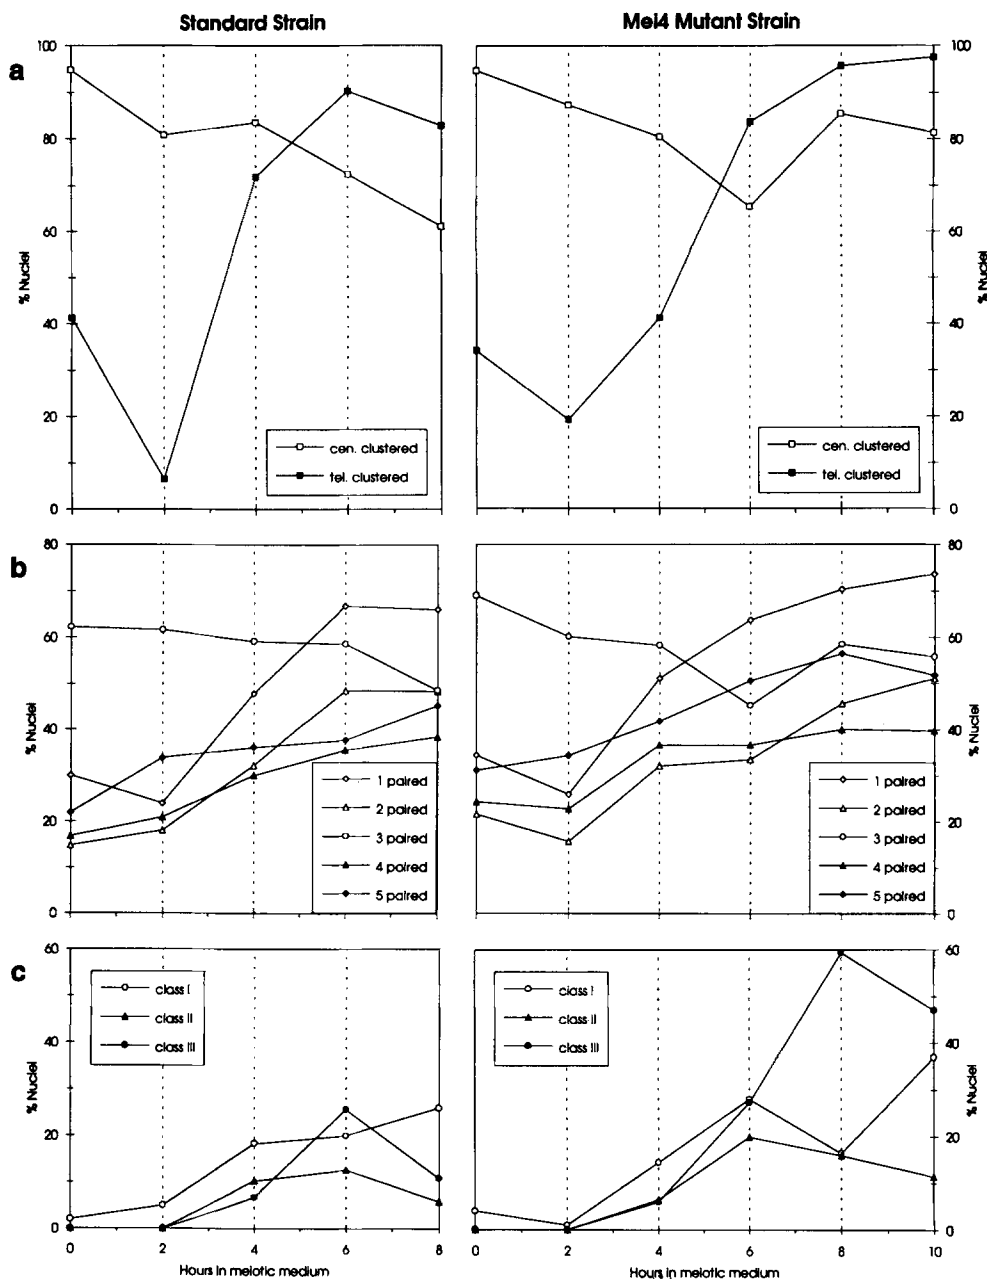 Standard Strain
Mei4 Mutant Strain
a
100
80
60
40
20
0
% Nuclei
cen. clustered
tel. clustered
100
80
60
40
20
0
% Nuclei
cen. clustered
tel. clustered
b
80
60
40
20
0
% Nuclei
1 paired
2 paired
3 paired
4 paired
5 paired
80
60
40
20
0
% Nuclei
1 paired
2 paired
3 paired
4 paired
5 paired
c
60
40
20
0
% Nuclei
class I
class II
class III
0 2 4 6 8
Hours in meiotic medium
60
40
20
0
% Nuclei
class I
class II
class III
0 2 4 6 8 10
Hours in meiotic medium